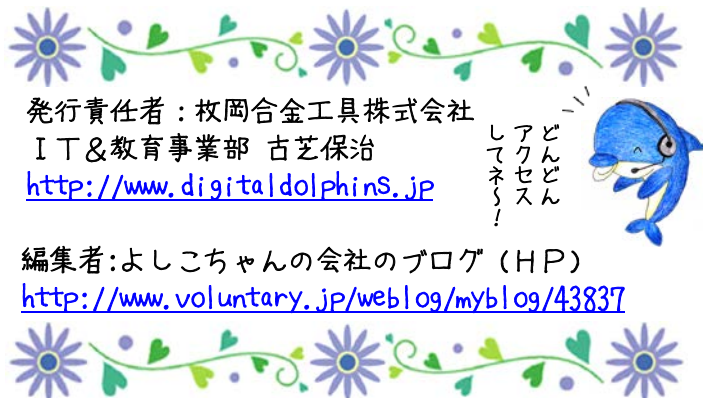 発行責任者：枚岡合金工具株式会社
ＩＴ＆教育事業部 古芝保治
http://www.digitaldolphins.jp
どんどん
アクセス
してネ～！
編集者:よしこちゃんの会社のブログ（ＨＰ）
http://www.voluntary.jp/weblog/myblog/43837